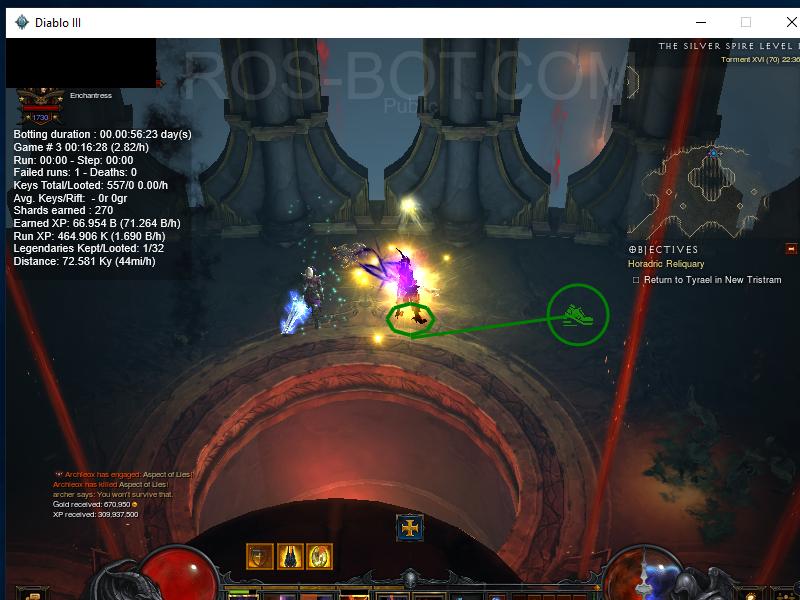 Diablo III
THE SILVER SPIRE LEVEL 1
Torment XVI (70) 22:36
ROS-BOT.COM
Public
Enchantress
1730
Botting duration : 00.00:56:23 day(s)
Game # 3 00:16:28 (2.82/h)
Run: 00:00 - Step: 00:00
Failed runs: 1 - Deaths: 0
Keys Total/Looted: 557/0 0.00/h
Avg. Keys/Rift: - 0r 0gr
Shards earned : 270
Earned XP: 66.954 B (71.264 B/h)
Run XP: 464.906 K (1.690 B/h)
Legendaries Kept/Looted: 1/32
Distance: 72.581 Ky (44mi/h)
OBJECTIVES
Horadric Reliquary
Return to Tyrael in New Tristram
Archleox has engaged: Aspect of Lies!
Archleox has killed Aspect of Lies!
archer says: You won't survive that.
Gold received: 670,950
XP received: 309,937,500